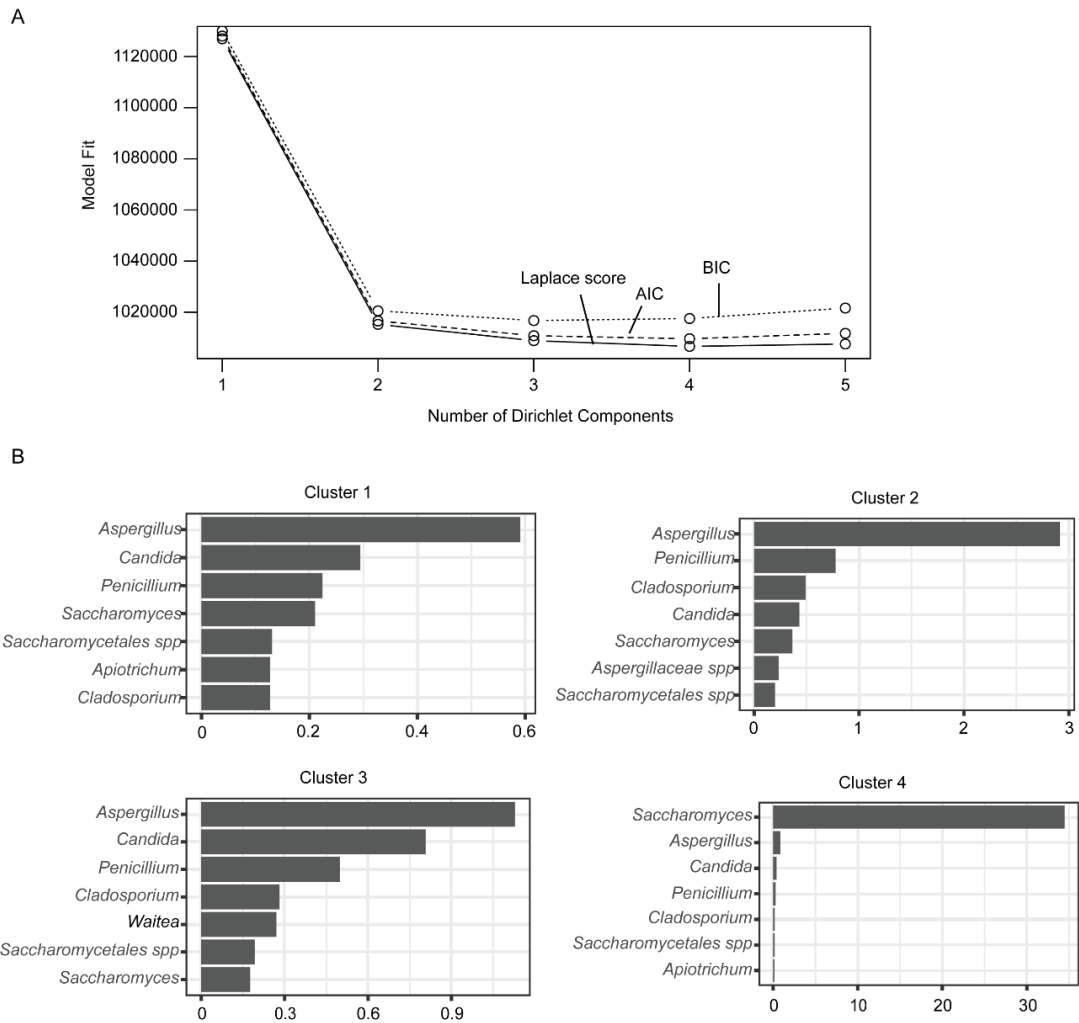 A
Model Fit
1120000
1100000
1080000
1060000
1040000
1020000
Laplace score
AIC
BIC
1 2 3 4 5
Number of Dirichlet Components
B
Cluster 1
Aspergillus
Candida
Penicillium
Saccharomyces
Saccharomycetales spp
Apiotrichum
Cladosporium
0 0.2 0.4 0.6
Cluster 2
Aspergillus
Penicillium
Cladosporium
Candida
Saccharomyces
Aspergillaceae spp
Saccharomycetales spp
0 1 2 3
Cluster 3
Aspergillus
Candida
Penicillium
Cladosporium
Waitea
Saccharomycetales spp
Saccharomyces
0 0.3 0.6 0.9
Cluster 4
Saccharomyces
Aspergillus
Candida
Penicillium
Cladosporium
Saccharomycetales spp
Apiotrichum
0 10 20 30